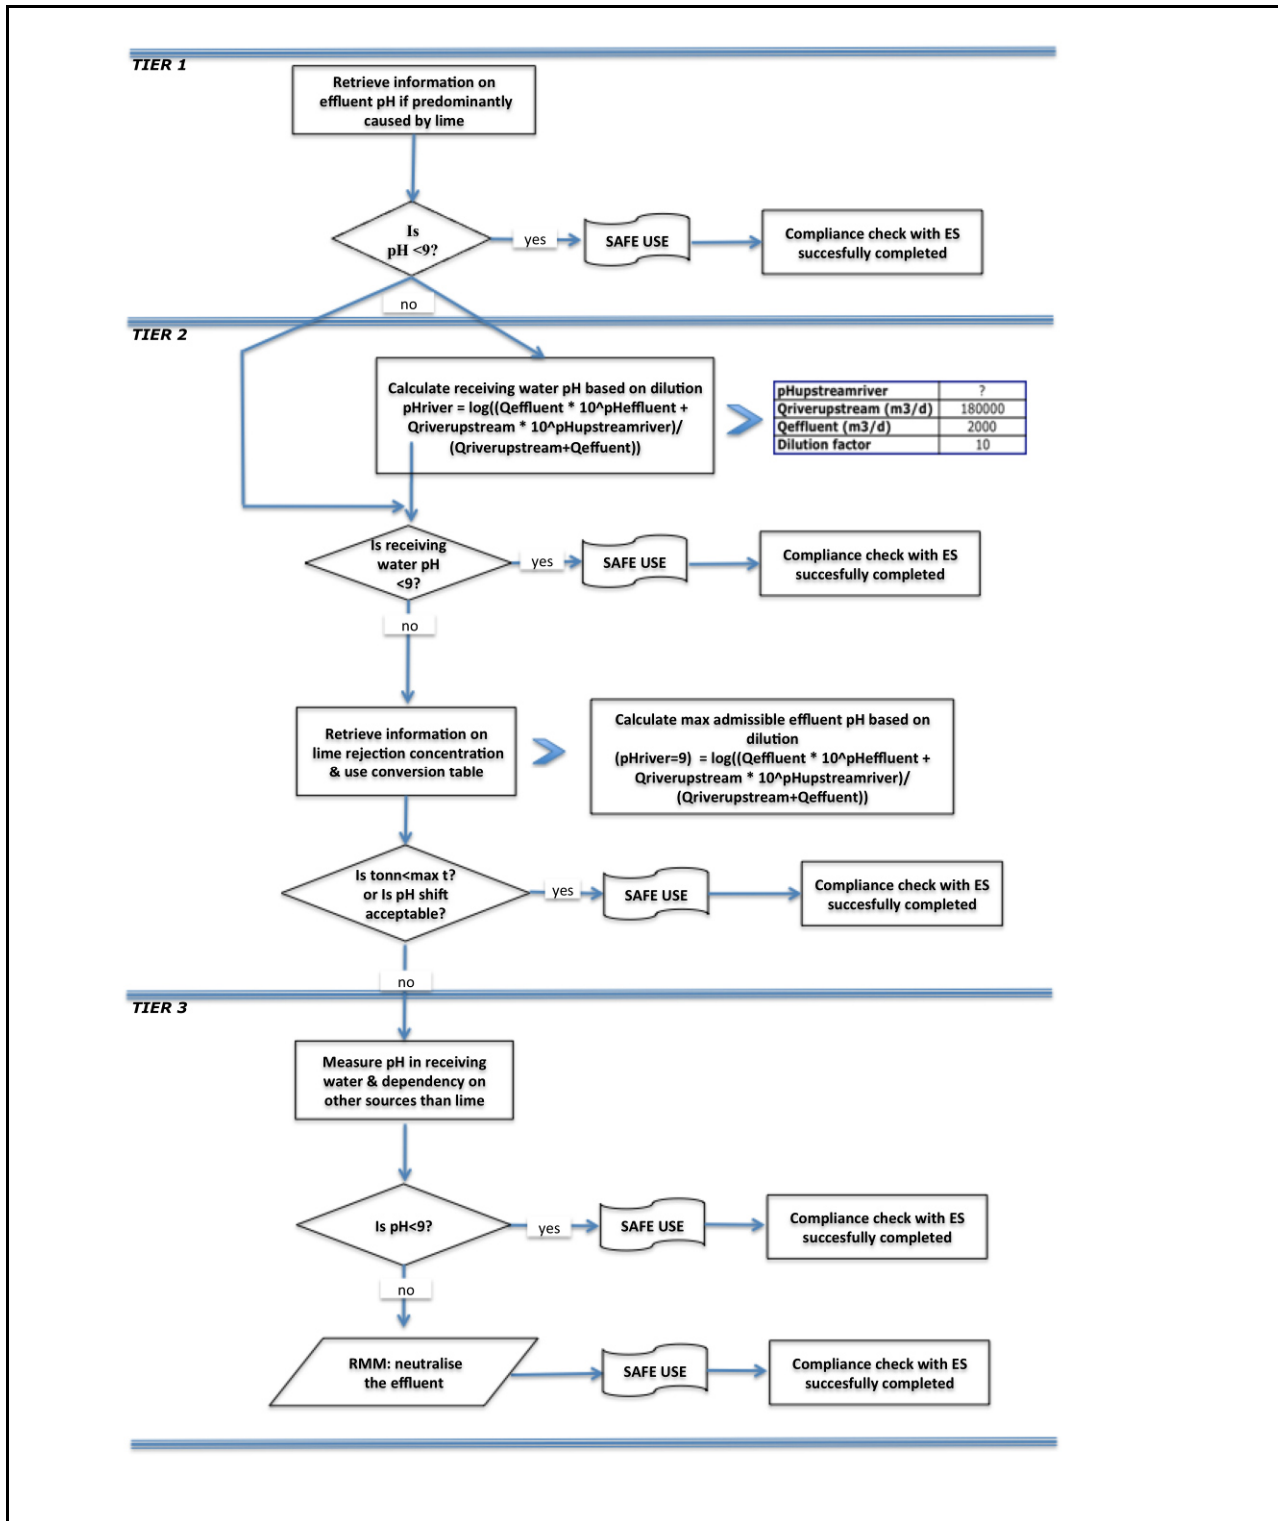 TIER 1
Retrieve information on
effluent pH if predominantly
caused by lime
Is
pH <9?
yes
SAFE USE
Compliance check with ES
succesfully completed
no
TIER 2
Calculate receiving water pH based on dilution
pHriver = log((Qeffluent * 10^pHeffluent +
Qriverupstream * 10^pHupstreamriver)/
(Qriverupstream+Qeffuent))
pHupstreamriver ?
Qriverupstream (m3/d) 180000
Qeffluent (m3/d) 2000
Dilution factor 10
Is receiving
water pH
<9?
yes
SAFE USE
Compliance check with ES
succesfully completed
no
Retrieve information on
lime rejection concentration
& use conversion table
Calculate max admissible effluent pH based on
dilution
(pHriver=9) = log((Qeffluent * 10^pHeffluent +
Qriverupstream * 10^pHupstreamriver)/
(Qriverupstream+Qeffuent))
Is tonn<max t?
or Is pH shift
acceptable?
yes
SAFE USE
Compliance check with ES
succesfully completed
no
TIER 3
Measure pH in receiving
water & dependency on
other sources than lime
Is pH<9?
yes
SAFE USE
Compliance check with ES
succesfully completed
no
RMM: neutralise
the effluent
SAFE USE
Compliance check with ES
succesfully completed